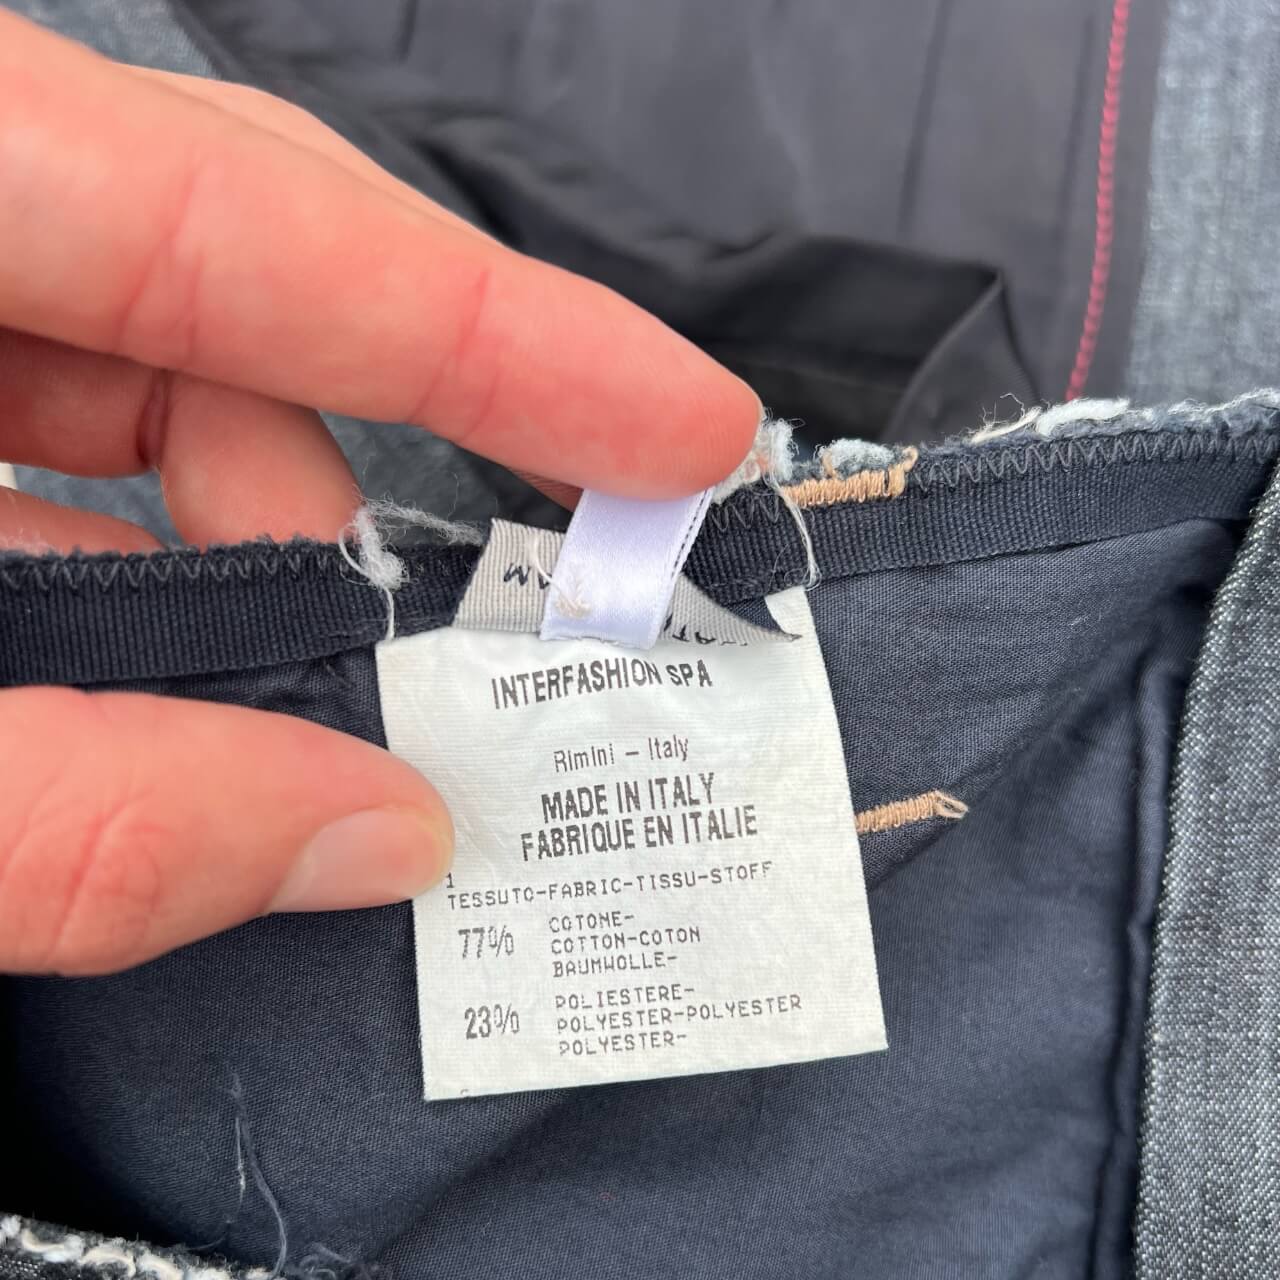 INTERFASHION SPA
Rimini - Italy
MADE IN ITALY
FABRIQUE EN ITALIE
1
TESSUTO-FABRIC-TISSU-STOFF
77% COTONE-
COTTON-COTON
BAUMWOLLE-
23% POLIESTERE-
POLYESTER-POLYESTER
POLYESTER-